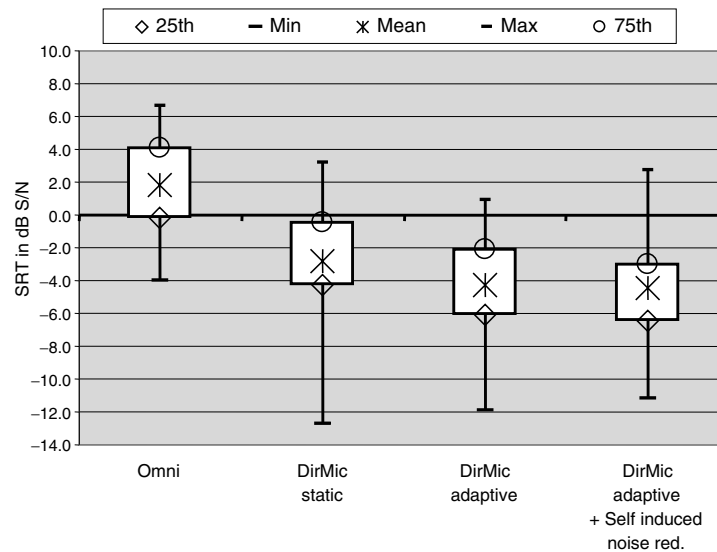 25th Min Mean Max 75th
10.0
8.0
6.0
4.0
2.0
0.0
−2.0
−4.0
−6.0
−8.0
−10.0
−12.0
−14.0
SRT in dB S/N
Omni
DirMic
static
DirMic
adaptive
DirMic
adaptive
+ Self induced
noise red.